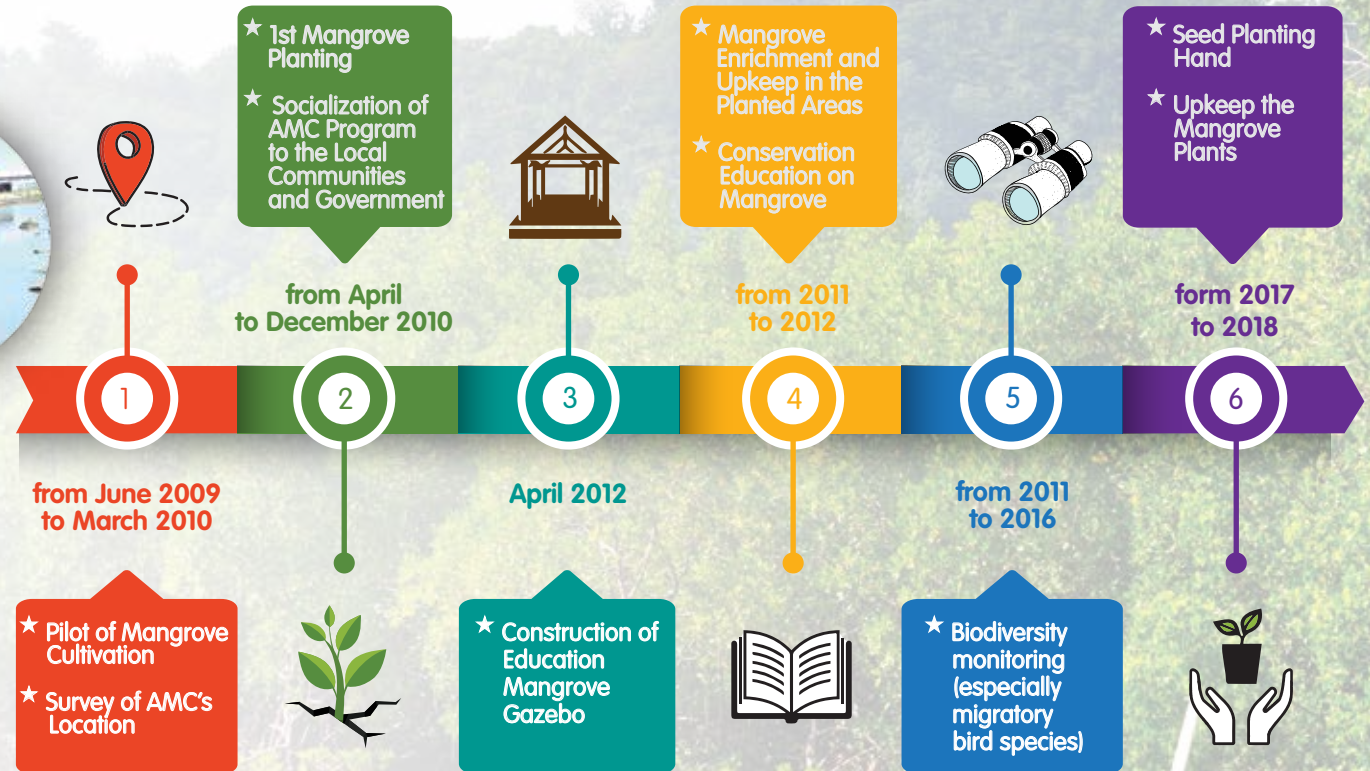 ★ 1st Mangrove
Planting
★ Socialization of
AMC Program
to the Local
Communities
and Government
★ Mangrove
Enrichment and
Upkeep in the
Planted Areas
★ Conservation
Education on
Mangrove
★ Seed Planting
Hand
★ Upkeep the
Mangrove
Plants
from April
to December 2010
from 2011
to 2012
form 2017
to 2018
1
2
3
4
5
6
from June 2009
to March 2010
April 2012
from 2011
to 2016
★ Pilot of Mangrove
Cultivation
★ Survey of AMC's
Location
★ Construction of
Education
Mangrove
Gazebo
★ Biodiversity
monitoring
(especially
migratory
bird species)